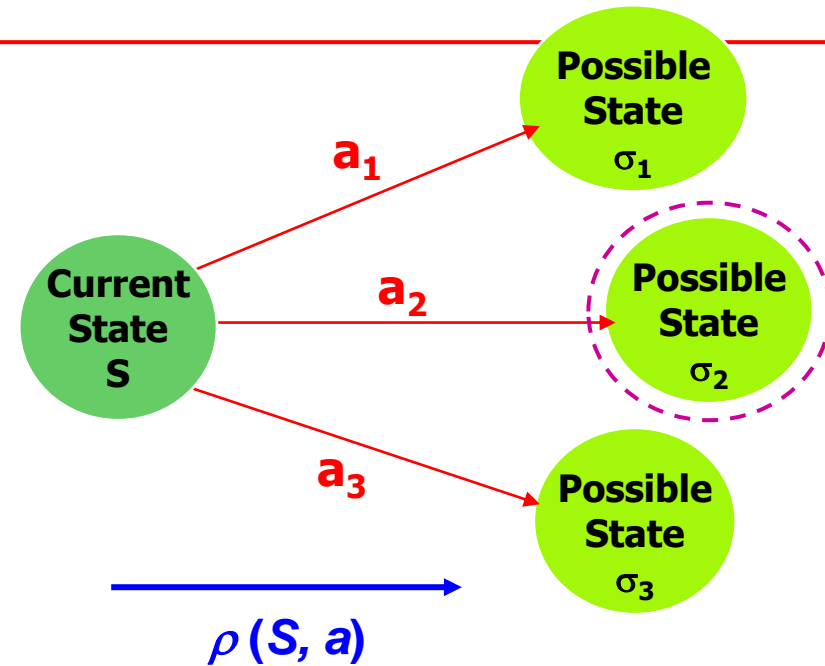 Possible
State
σ₁
a₁
Current
State
S
a₂
Possible
State
σ₂
a₃
Possible
State
σ₃
ρ (S, a)